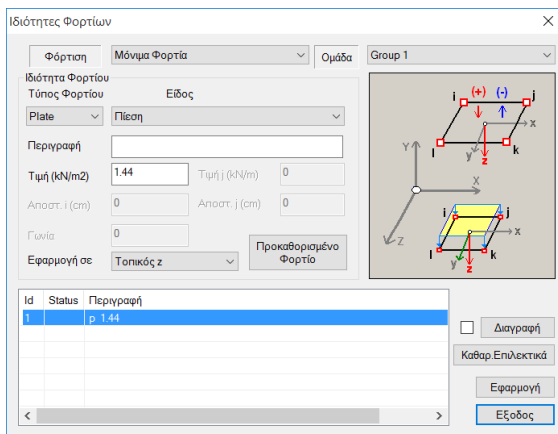 Ιδιότητες Φορτίων
Φόρτιση Μόνιμα Φορτία Ομάδα Group 1
Ιδιότητα Φορτίου
Τύπος Φορτίου Είδος
Plate Πίεση
Περιγραφή
Τιμή (kN/m2) 1.44 Τιμή j (kN/m) 0
Αποστ. i (cm) 0 Αποστ. j (cm) 0
Γωνία 0
Εφαρμογή σε Τοπικός z Προκαθορισμένο
Φορτίο
i (+) (-) j
x
y
z
l k
Y
X
Z
i j
x
l k
y z
Id Status Περιγραφή
1 p 1.44
Διαγραφή
Καθαρ.Επιλεκτικά
Εφαρμογή
Εξοδος